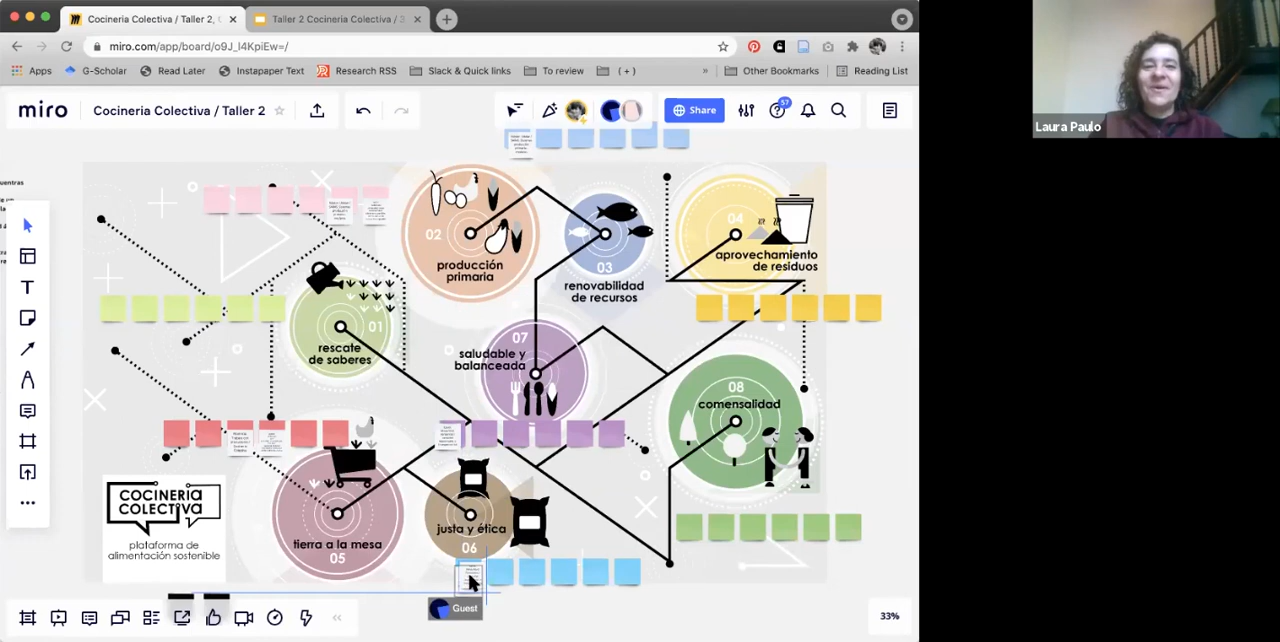 Cocineria Colectiva / Taller 2,
Taller 2 Cocineria Colectiva / 3
miro.com/app/board/o9J_l4KpiEw=/
Apps
G-Scholar
Read Later
Instapaper Text
Research RSS
Slack & Quick links
To review
( + )
»
Other Bookmarks
Reading List
miro
Cocineria Colectiva / Taller 2
Share
57
Laura Paulo
02
producción
primaria
03
renovabilidad
de recursos
04
aprovechamiento
de residuos
01
rescate
de saberes
07
saludable y
balanceada
08
comensalidad
COCINERIA
COLECTIVA
plataforma de
alimentación sostenible
tierra a la mesa
05
justa y ética
06
Guest
33%